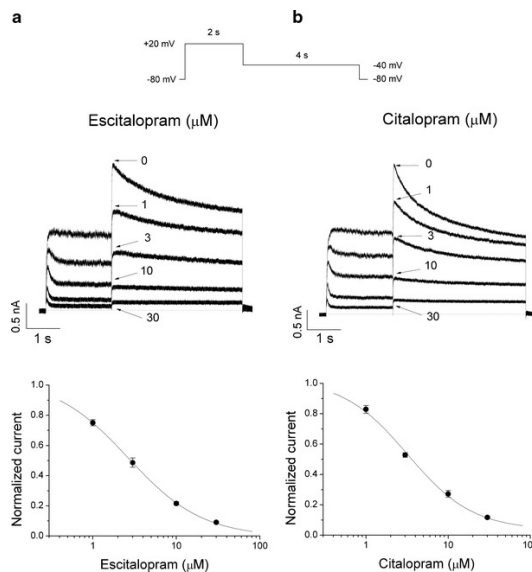 a
b
2 s
4 s
+20 mV
-80 mV
-40 mV
-80 mV
Escitalopram (μM)
Citalopram (μM)
0
1
3
10
30
0.5 nA
1 s
0
1
3
10
30
0.5 nA
1 s
Normalized current
1.0
0.8
0.6
0.4
0.2
0.0
1
10
100
Escitalopram (μM)
Normalized current
1.0
0.8
0.6
0.4
0.2
0.0
1
10
Citalopram (μM)